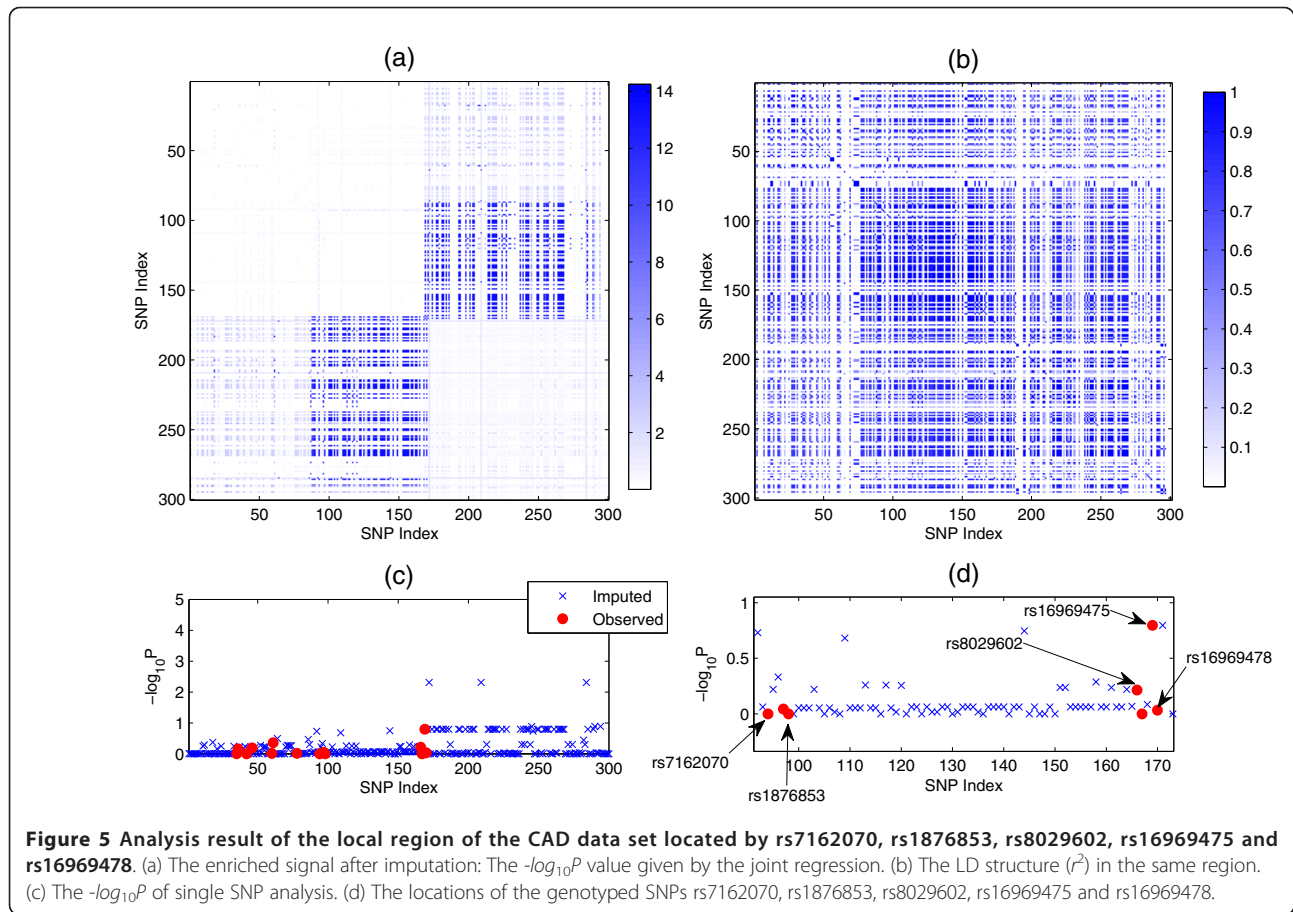 (a)
50
100
150
200
250
300
SNP Index
50 100 150 200 250 300
SNP Index
14
12
10
8
6
4
2
(b)
50
100
150
200
250
300
SNP Index
50 100 150 200 250 300
SNP Index
1
0.9
0.8
0.7
0.6
0.5
0.4
0.3
0.2
0.1
(c)
5
4
3
2
1
0
-log10P
50 100 150 200 250 300
SNP Index
Imputed
Observed
(d)
1
0.5
0
-log10P
100 110 120 130 140 150 160 170
SNP Index
rs16969475
rs8029602
rs16969478
rs7162070
rs1876853
Figure 5 Analysis result of the local region of the CAD data set located by rs7162070, rs1876853, rs8029602, rs16969475 and
rs16969478. (a) The enriched signal after imputation: The -log10P value given by the joint regression. (b) The LD structure (r2) in the same region.
(c) The -log10P of single SNP analysis. (d) The locations of the genotyped SNPs rs7162070, rs1876853, rs8029602, rs16969475 and rs16969478.